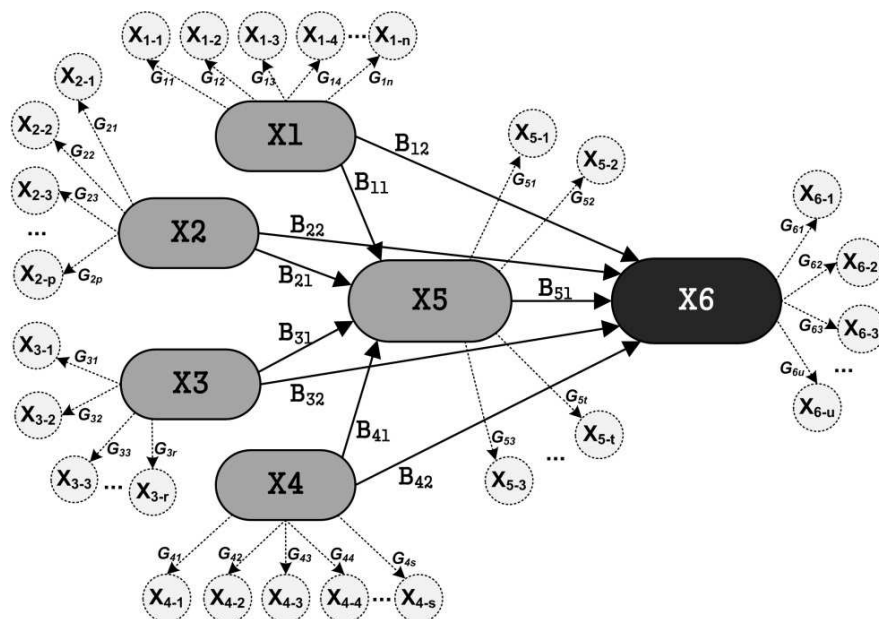 X1-1 X1-2 X1-3 X1-4 ... X1-n
G11 G12 G13 G14 G1n
X2-1
G21
X2-2
G22
X2-3
G23
...
X2-p
G2p
X1
B12
B11
X2
B22
B21
X5-1
G51
X5-2
G52
X6-1
G61
X6-2
G62
X6-3
G63
...
X6-u
G6u
X5
B51
X6
X3-1
G31
X3-2
G32
X3
B31
B32
G33
G3r
X3-3 ... X3-r
X4
B41
B42
G53
G5t
X5-3 ... X5-t
G41 G42 G43 G44 G4s
X4-1 X4-2 X4-3 X4-4 ... X4-s